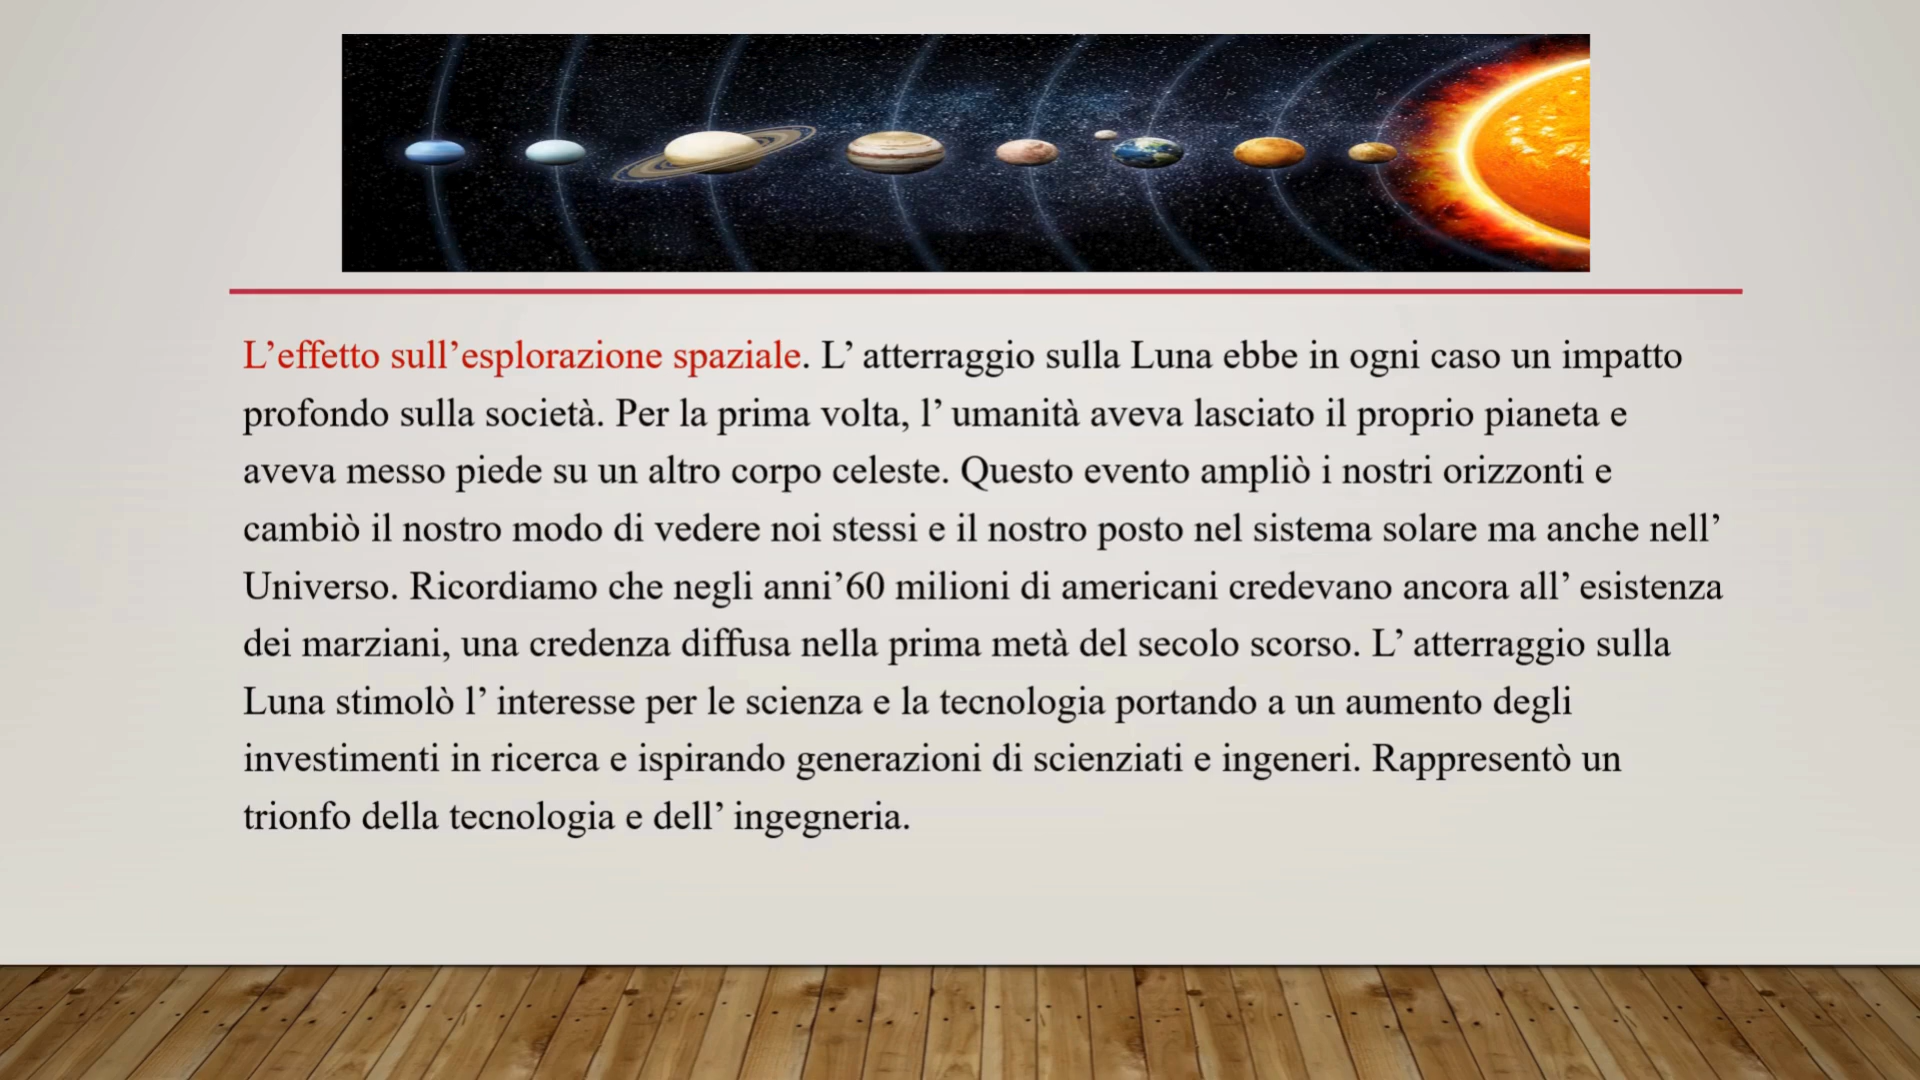 L’effetto sull’esplorazione spaziale. L’ atterraggio sulla Luna ebbe in ogni caso un impatto
profondo sulla società. Per la prima volta, l’ umanità aveva lasciato il proprio pianeta e
aveva messo piede su un altro corpo celeste. Questo evento ampliò i nostri orizzonti e
cambiò il nostro modo di vedere noi stessi e il nostro posto nel sistema solare ma anche nell’
Universo. Ricordiamo che negli anni’60 milioni di americani credevano ancora all’ esistenza
dei marziani, una credenza diffusa nella prima metà del secolo scorso. L’ atterraggio sulla
Luna stimolò l’ interesse per le scienza e la tecnologia portando a un aumento degli
investimenti in ricerca e ispirando generazioni di scienziati e ingeneri. Rappresentò un
trionfo della tecnologia e dell’ ingegneria.